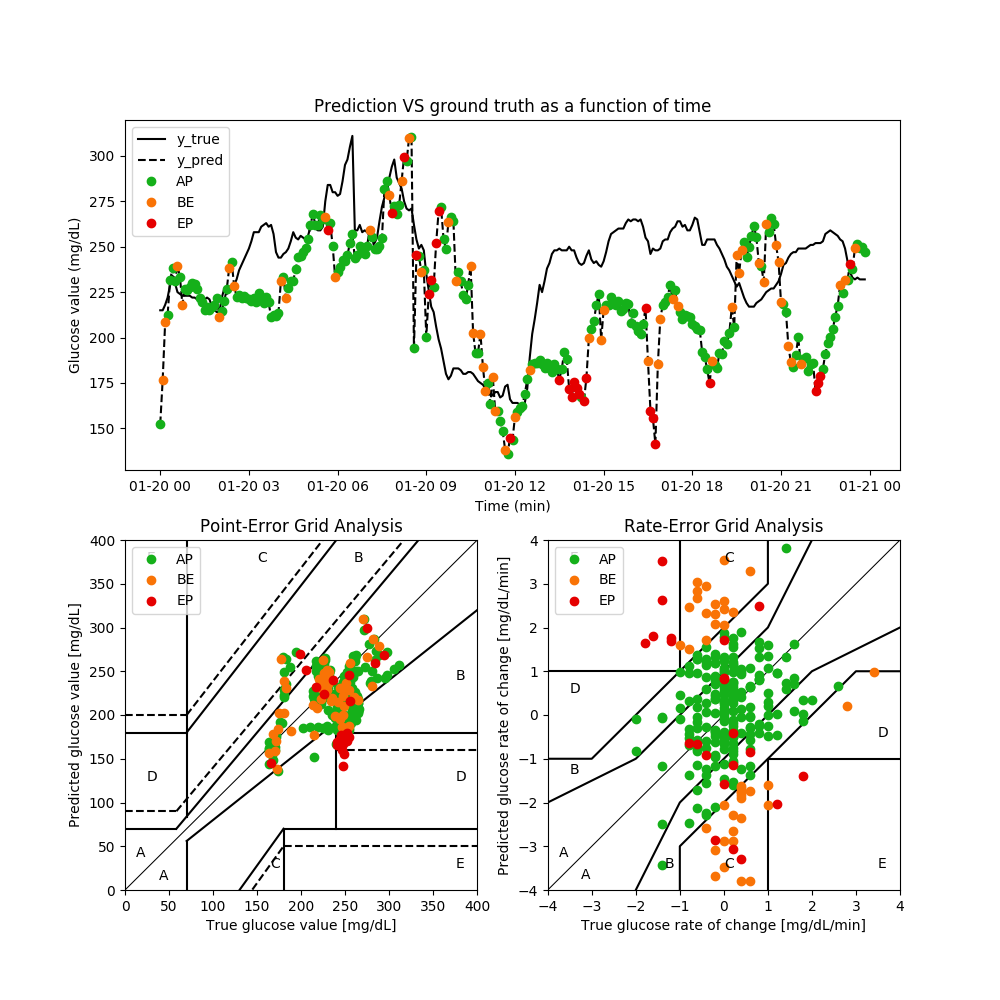 Prediction VS ground truth as a function of time
Glucose value (mg/dL)
300
275
250
225
200
175
150
y_true
y_pred
AP
BE
EP
01-20 00 01-20 03 01-20 06 01-20 09 01-20 12 01-20 15 01-20 18 01-20 21 01-21 00
Time (min)
Point-Error Grid Analysis
Predicted glucose value [mg/dL]
400
350
300
250
200
150
100
50
0
AP
BE
EP
C B
B
D D
A
A
C
E
0 50 100 150 200 250 300 350 400
True glucose value [mg/dL]
Rate-Error Grid Analysis
Predicted glucose rate of change [mg/dL/min]
4
3
2
1
0
−1
−2
−3
−4
AP
BE
EP
C
D
D
B
A
A
B C
E
−4 −3 −2 −1 0 1 2 3 4
True glucose rate of change [mg/dL/min]